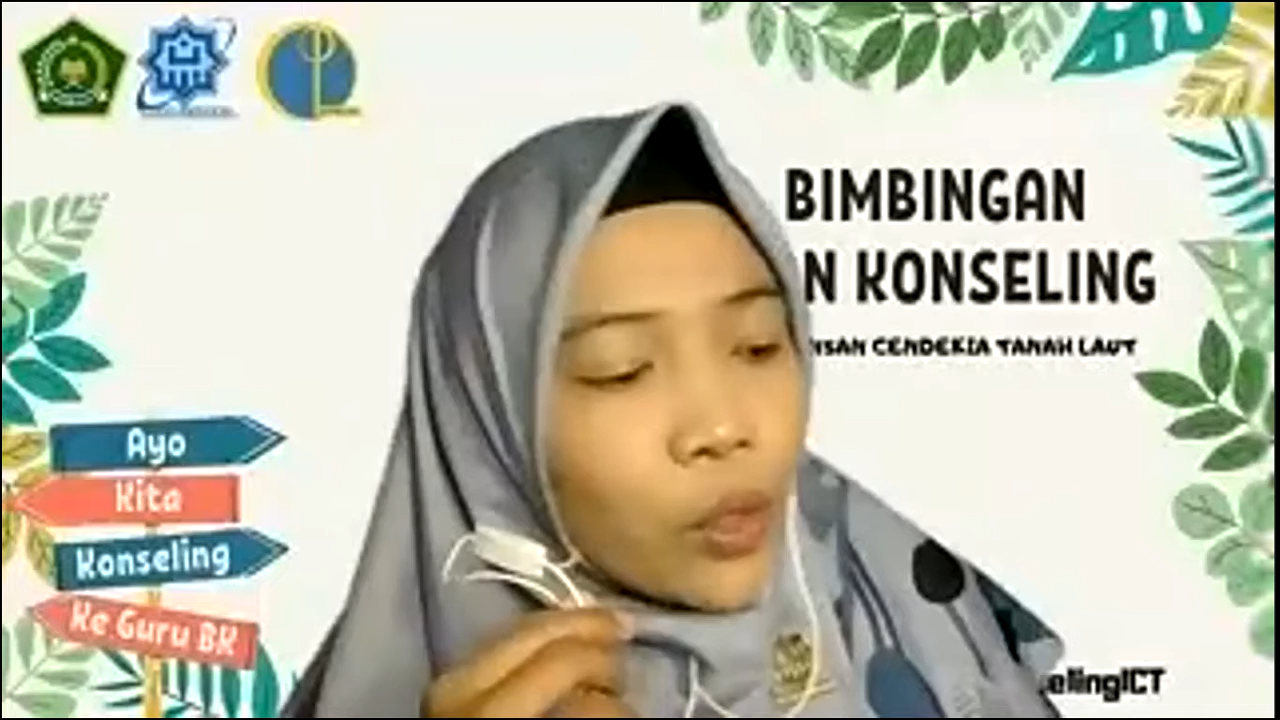 BIMBINGAN
N KONSELING
NSAN CENDEKIA TANAH LAUT
Ayo
Kita
Konseling
Ke Guru BK
elingICT